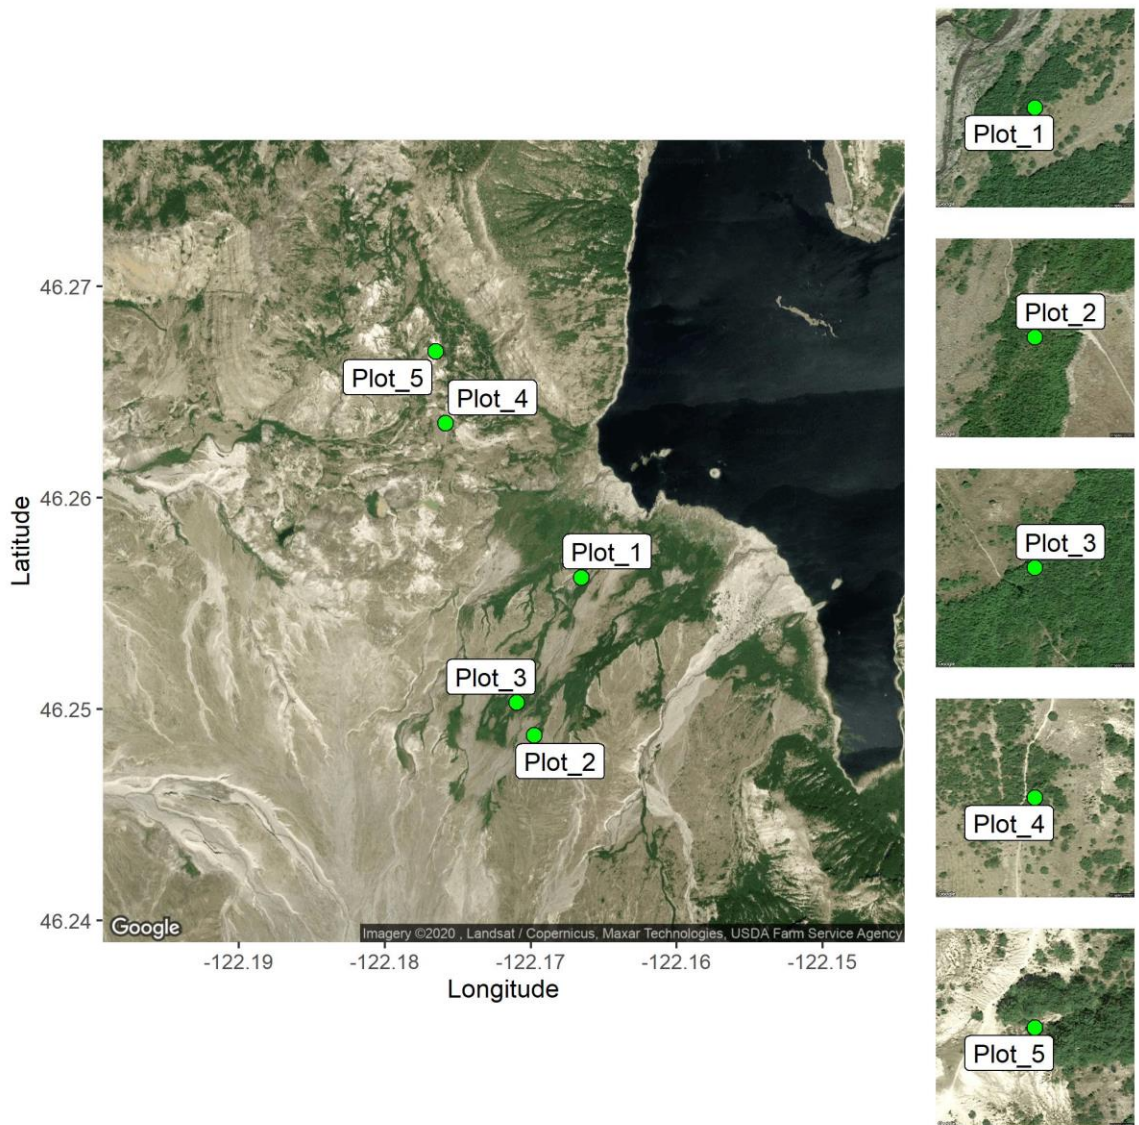 Plot_1
Plot_2
Plot_3
Plot_4
Plot_5
46.27
46.26
46.25
46.24
Latitude
Plot_5
Plot_4
Plot_1
Plot_3
Plot_2
Google
Imagery ©2020 , Landsat / Copernicus, Maxar Technologies, USDA Farm Service Agency
-122.19
-122.18
-122.17
-122.16
-122.15
Longitude